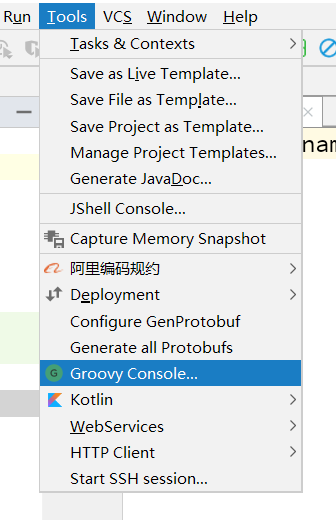 Run Tools VCS Window Help
Tasks & Contexts
nam
Save as Live Template...
Save File as Template...
Save Project as Template...
Manage Project Templates...
Generate JavaDoc...
JShell Console...
Capture Memory Snapshot
阿里编码规约
Deployment
Configure GenProtobuf
Generate all Protobufs
G Groovy Console...
Kotlin
WebServices
HTTP Client
Start SSH session...